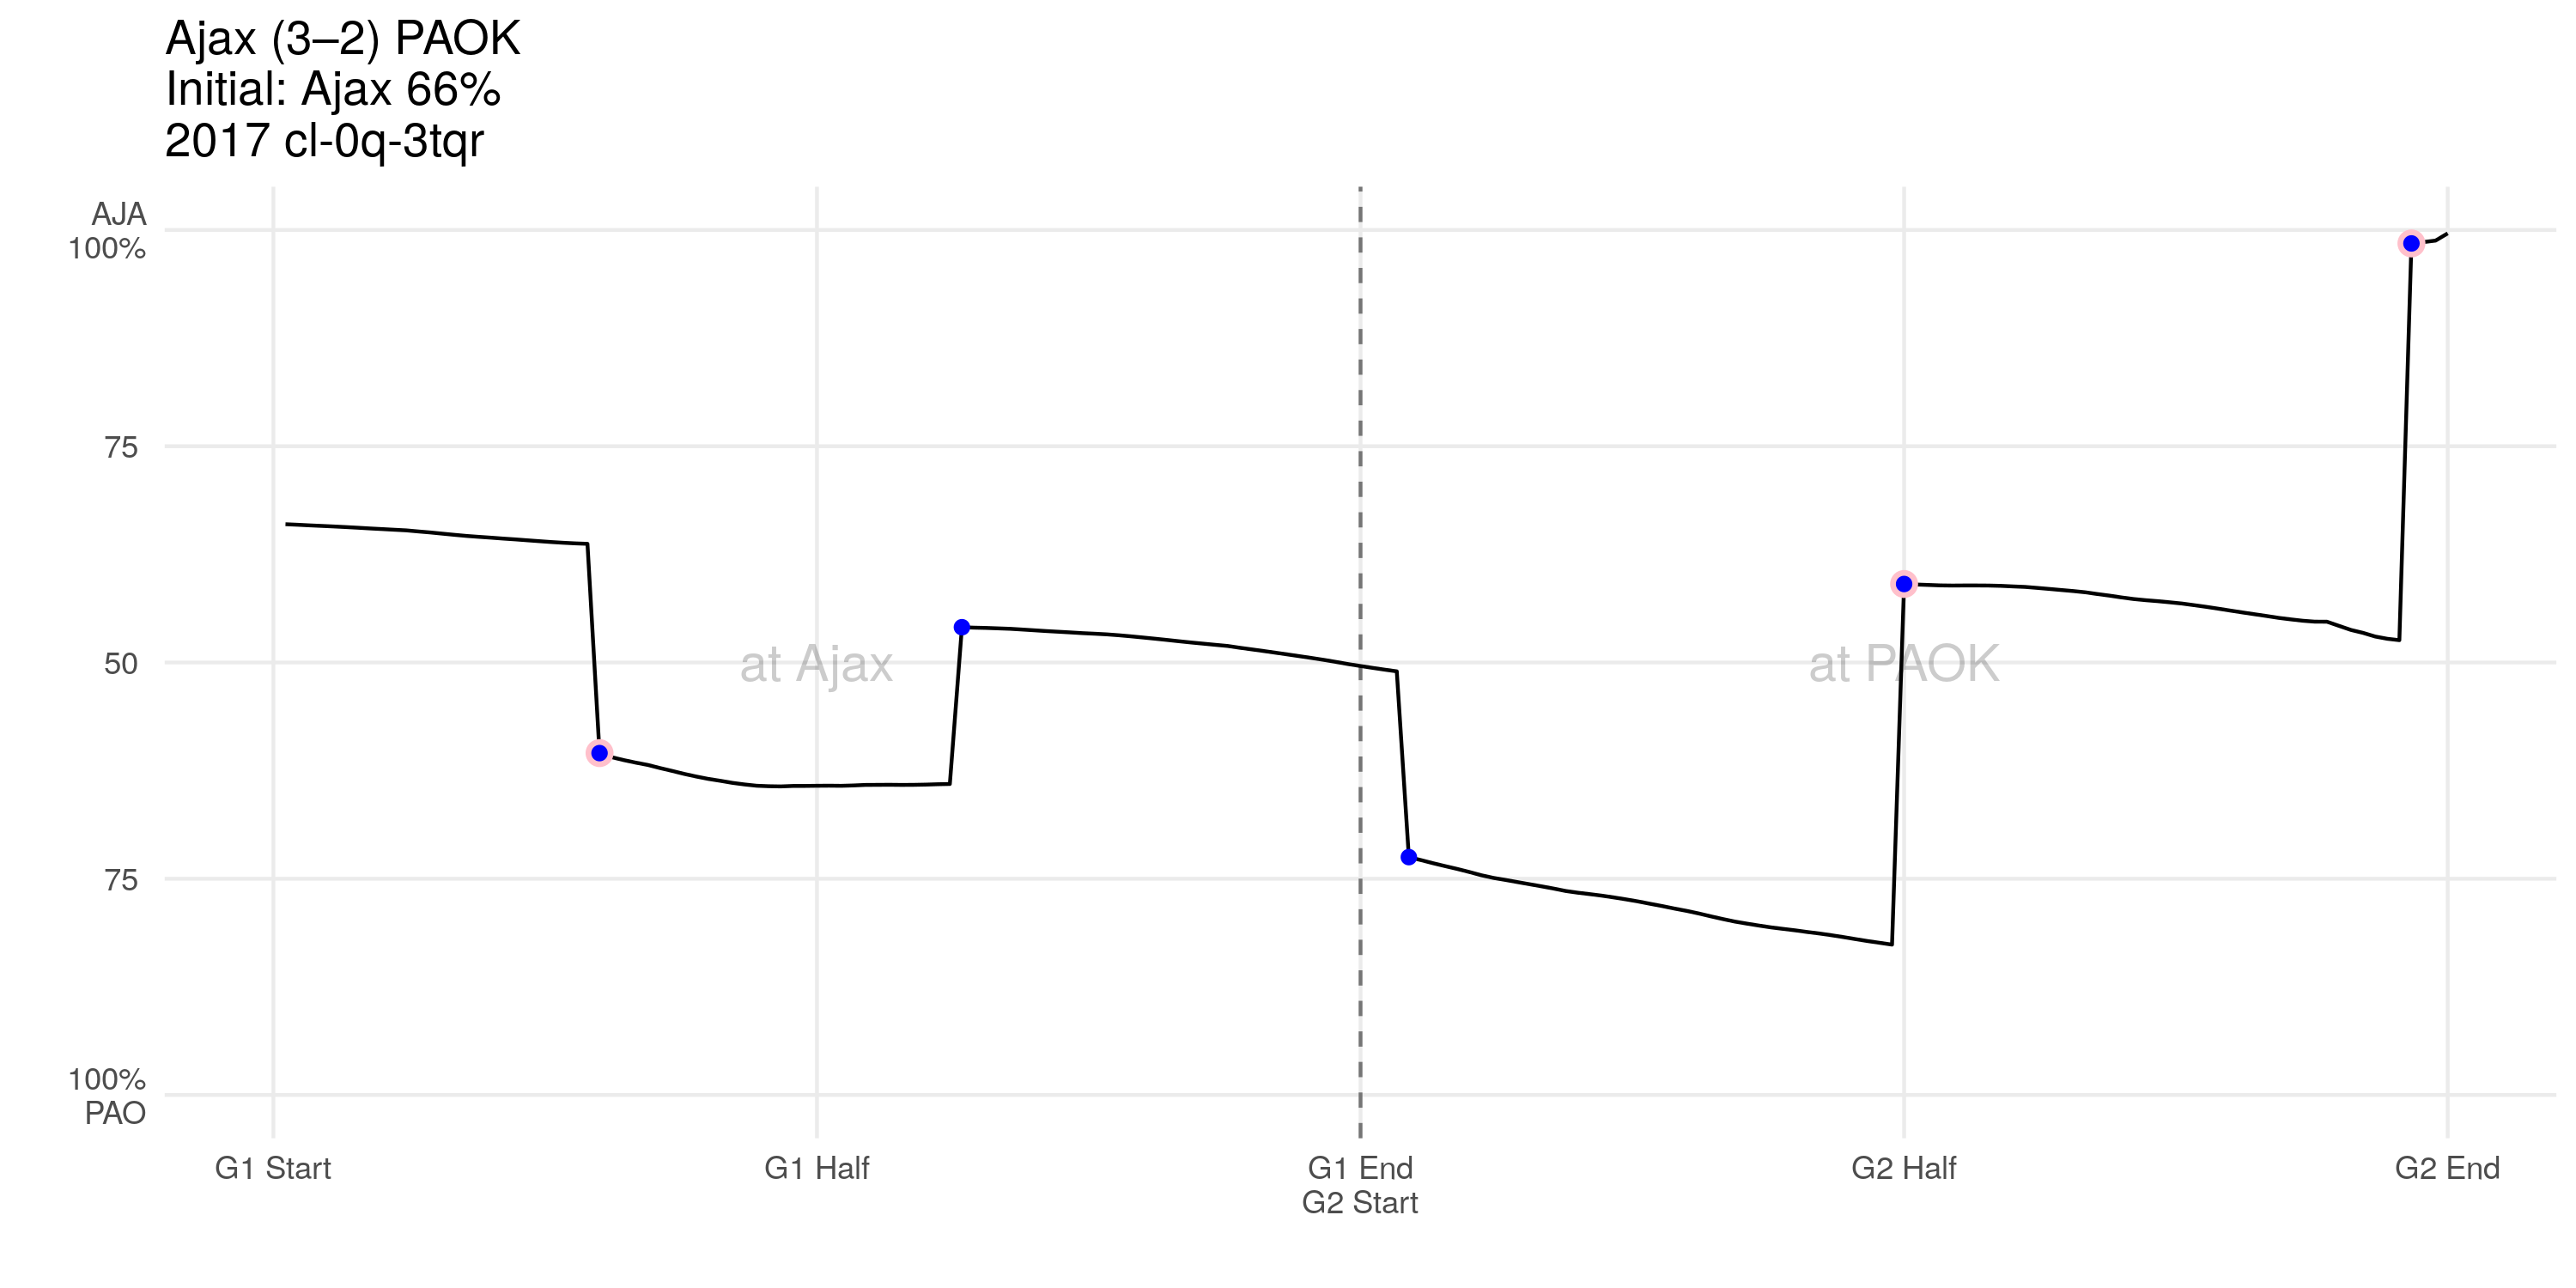 Ajax (3–2) PAOK
Initial: Ajax 66%
2017 cl-0q-3tqr
AJA
100%
75
50
75
100%
PAO
at Ajax
at PAOK
G1 Start
G1 Half
G1 End
G2 Start
G2 Half
G2 End